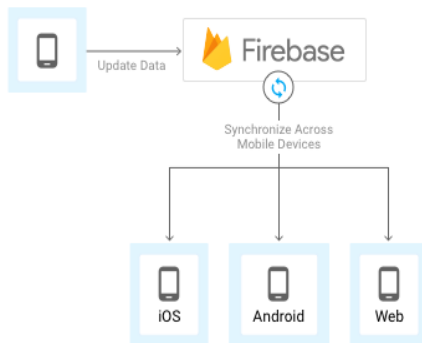 Firebase
Update Data
Synchronize Across
Mobile Devices
iOS
Android
Web